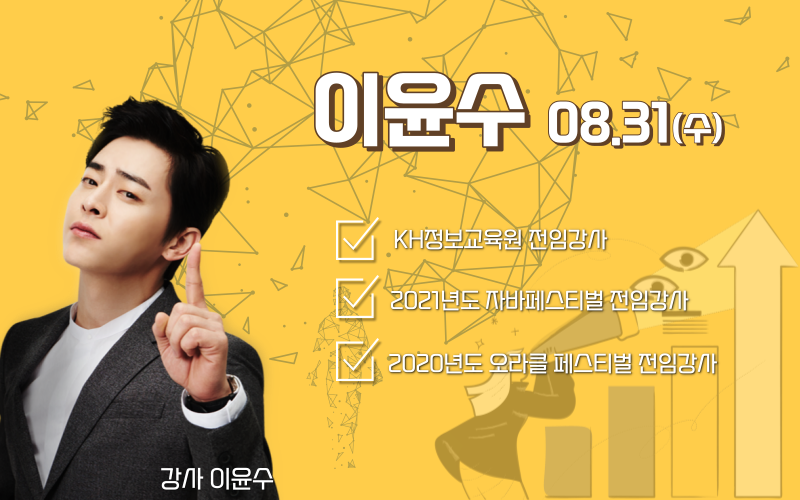 이윤수 08.31(수)
KH정보교육원 전임강사
2021년도 자바페스티벌 전임강사
2020년도 오라클 페스티벌 전임강사
강사 이윤수